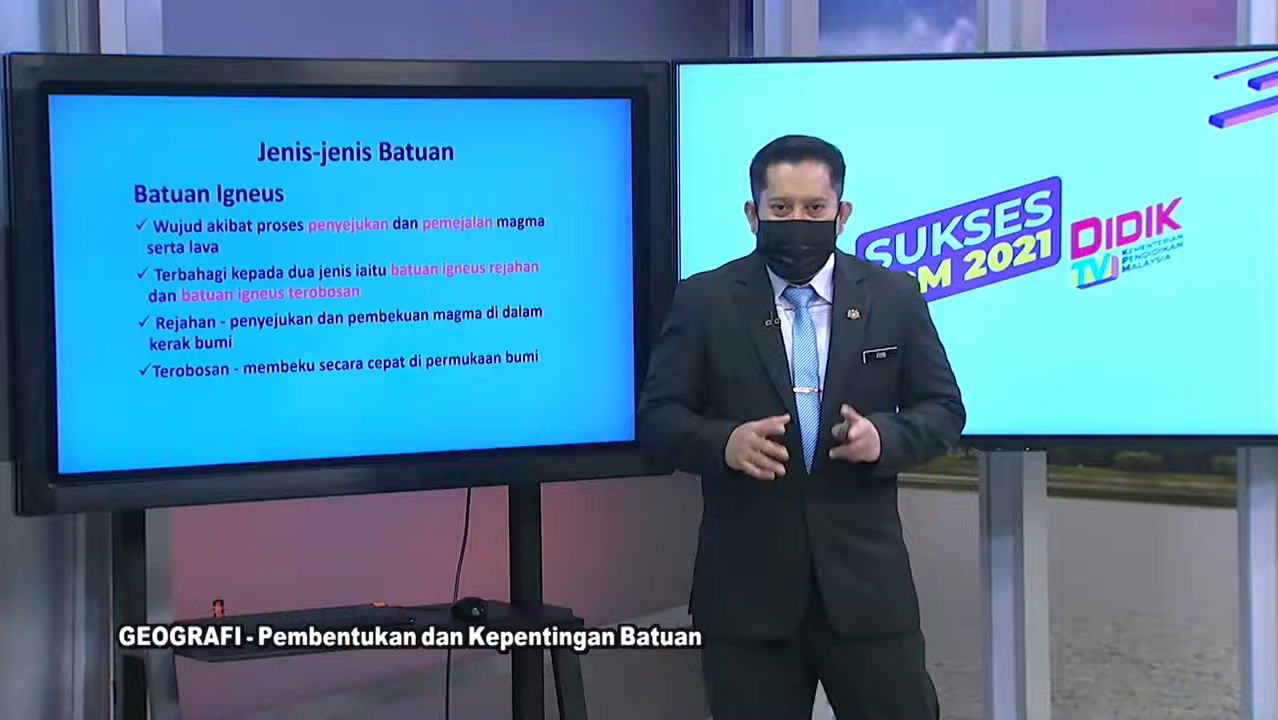 Jenis-jenis Batuan
Batuan Igneus
✓ Wujud akibat proses penyejukan dan pemejalan magma
serta lava
✓ Terbahagi kepada dua jenis iaitu batuan igneus rejahan
dan batuan igneus terobosan
✓ Rejahan - penyejukan dan pembekuan magma di dalam
kerak bumi
✓Terobosan - membeku secara cepat di permukaan bumi
SUKSES
2021
DIDIK
TV
KEMENTERIAN
PENDIDIKAN
MALAYSIA
GEOGRAFI - Pembentukan dan Kepentingan Batuan